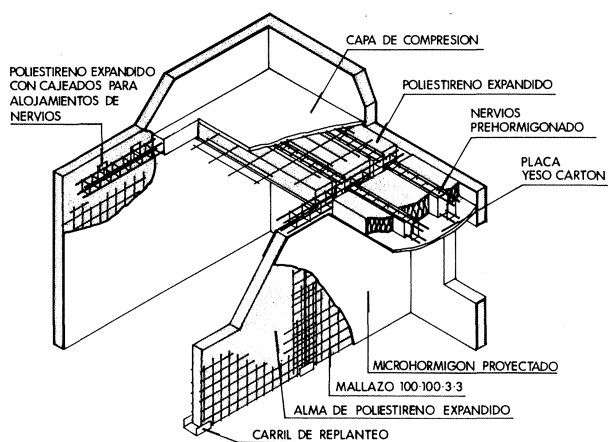 CAPA DE COMPRESION
POLIESTIRENO EXPANDIDO
CON CAJEADOS PARA
ALOJAMIENTOS DE
NERVIOS
POLIESTIRENO EXPANDIDO
NERVIOS
PREHORMIGONADO
PLACA
YESO CARTON
MICROHORMIGON PROYECTADO
MALLAZO 100·100·3·3
ALMA DE POLIESTIRENO EXPANDIDO
CARRIL DE REPLANTEO